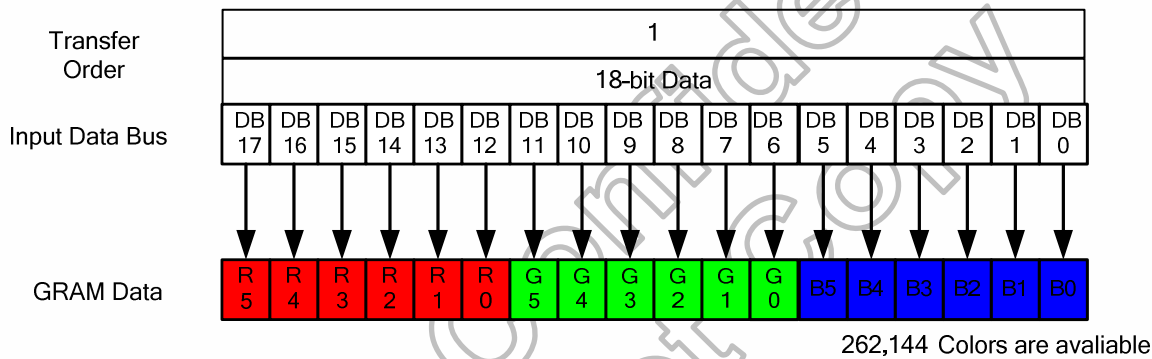 Transfer Order
1
18-bit Data
Input Data Bus
DB 17 DB 16 DB 15 DB 14 DB 13 DB 12 DB 11 DB 10 DB 9 DB 8 DB 7 DB 6 DB 5 DB 4 DB 3 DB 2 DB 1 DB 0
GRAM Data
R 5 R 4 R 3 R 2 R 1 R 0 G 5 G 4 G 3 G 2 G 1 G 0 B5 B4 B3 B2 B1 B0
262,144 Colors are avaliable
Copy